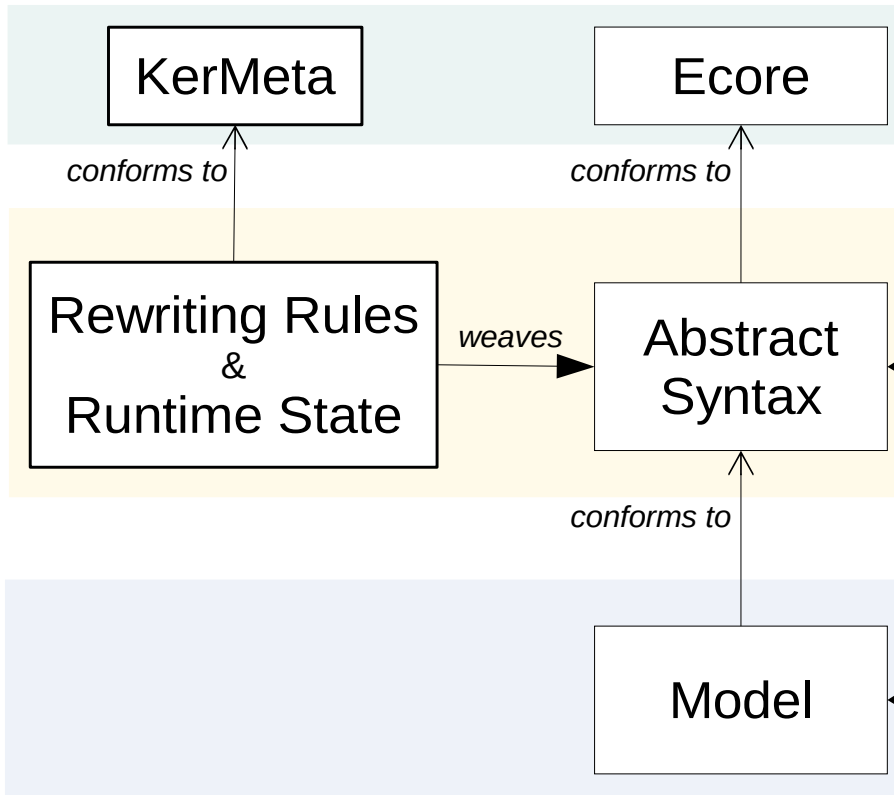 KerMeta
Ecore
conforms to
conforms to
Rewriting Rules
&
Runtime State
weaves
Abstract
Syntax
conforms to
Model